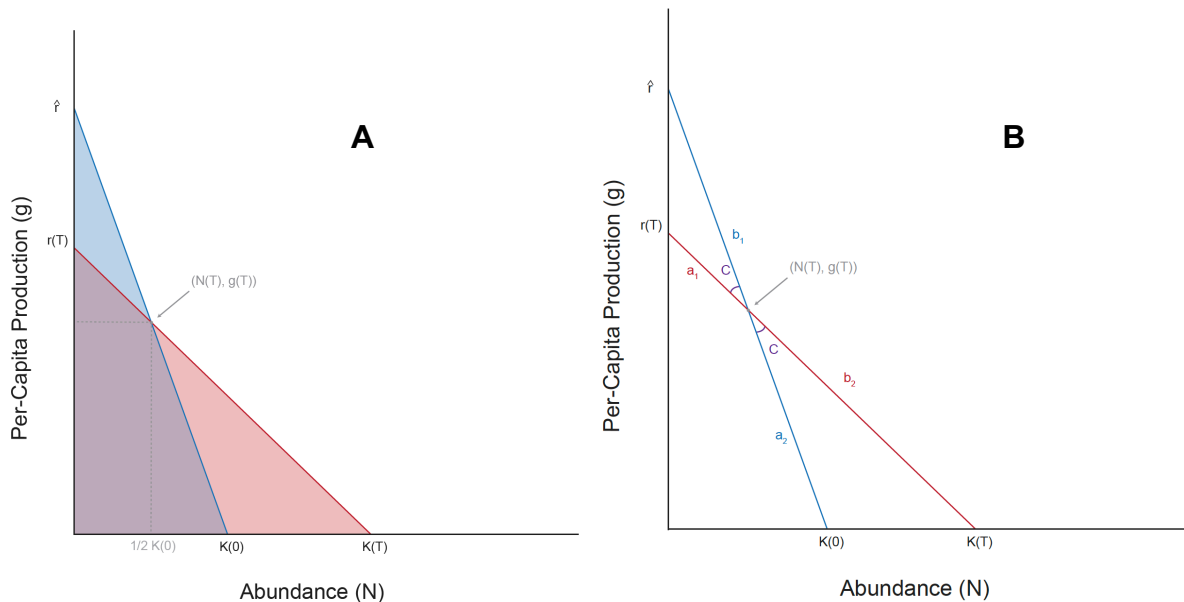 A
r̂
r(T)
(N(T), g(T))
Per-Capita Production (g)
1/2 K(0)
K(0)
K(T)
Abundance (N)
B
r̂
r(T)
b₁
a₁
C
(N(T), g(T))
C
b₂
a₂
Per-Capita Production (g)
K(0)
K(T)
Abundance (N)